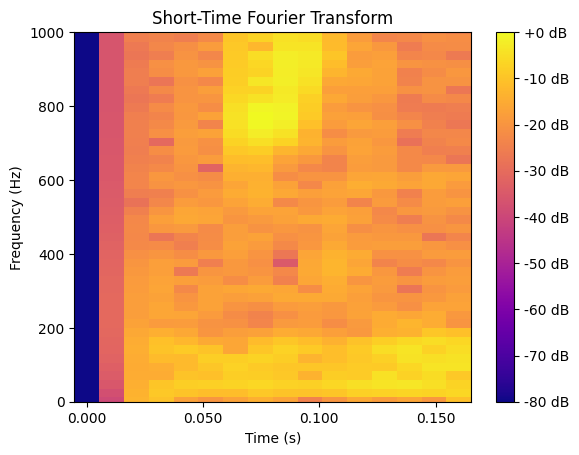 Short-Time Fourier Transform
1000
800
600
400
200
0
Frequency (Hz)
0.000
0.050
0.100
0.150
Time (s)
+0 dB
-10 dB
-20 dB
-30 dB
-40 dB
-50 dB
-60 dB
-70 dB
-80 dB